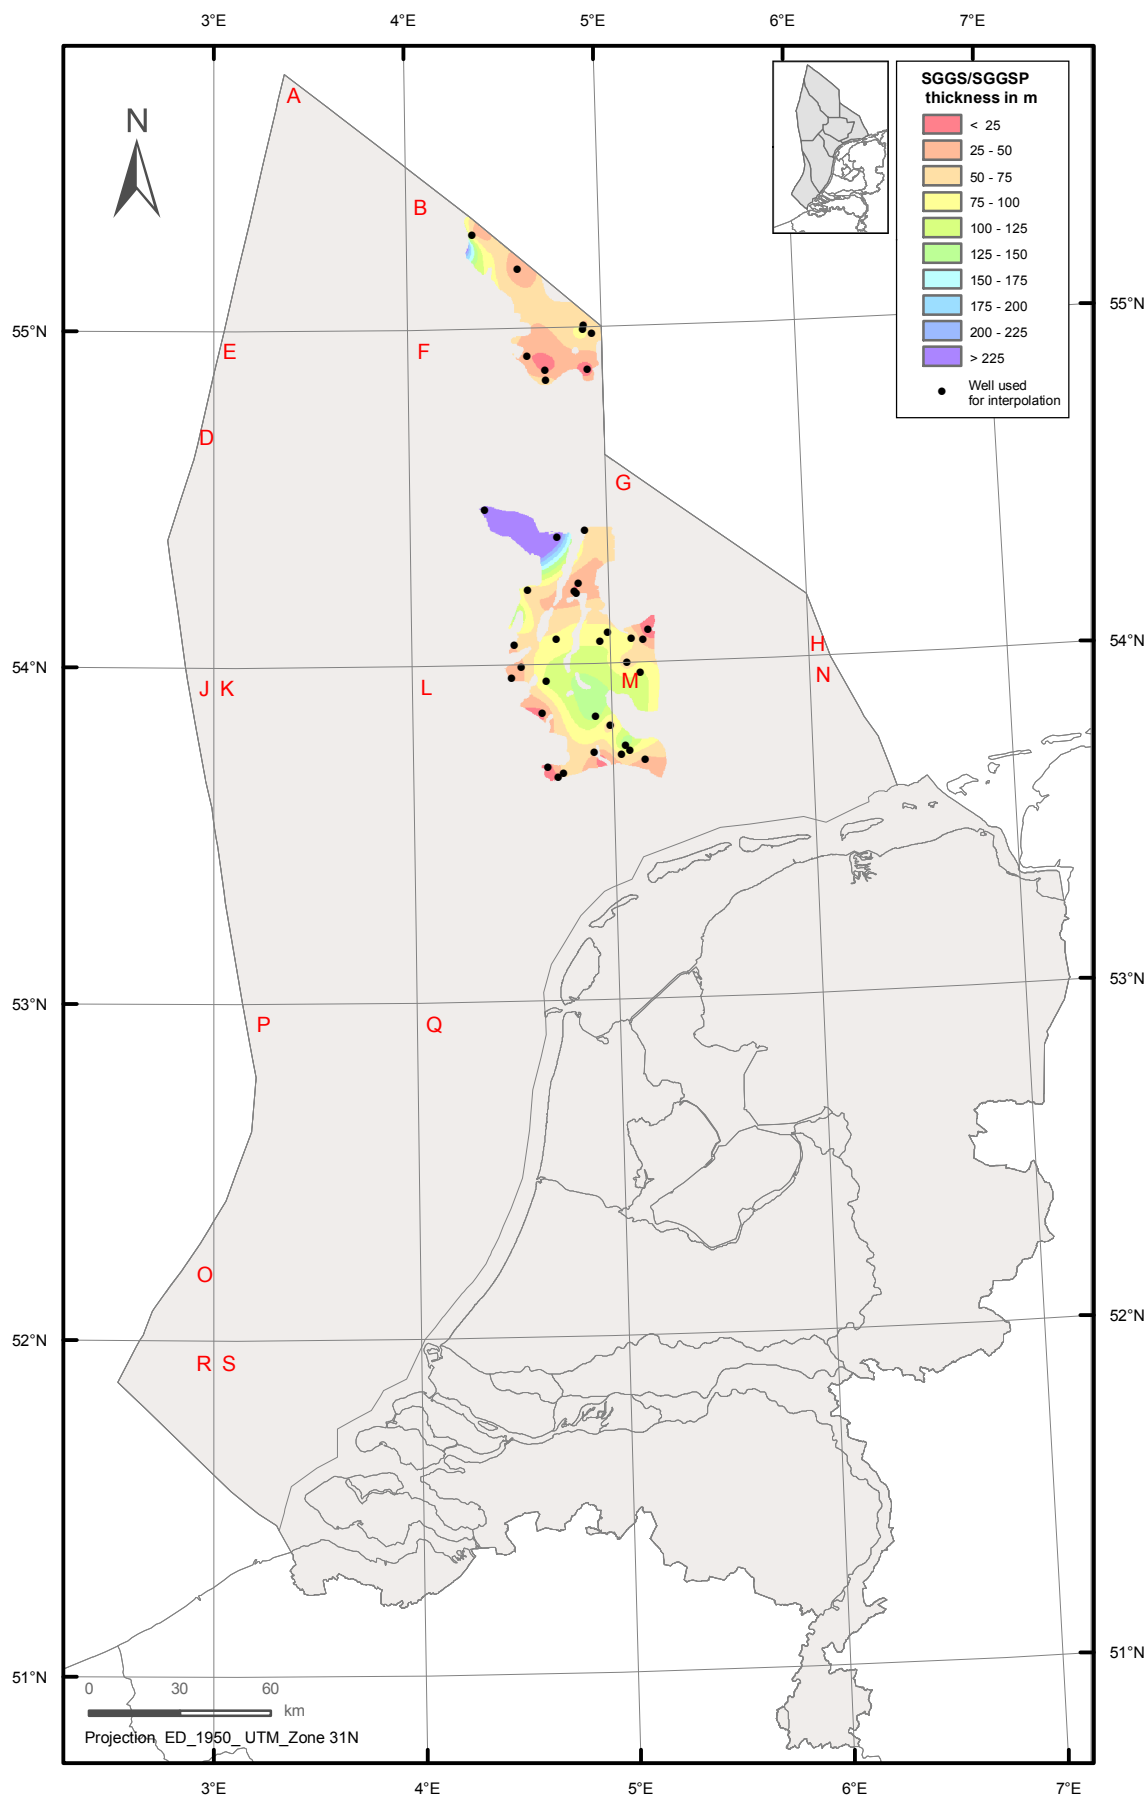 3°E 4°E 5°E 6°E 7°E
SGGS/SGGSP
thickness in m
< 25
25 - 50
50 - 75
75 - 100
100 - 125
125 - 150
150 - 175
175 - 200
200 - 225
> 225
Well used
for interpolation
N
A
B
55°N 55°N
E F
D
G
H
54°N 54°N
J K L M N
53°N 53°N
P Q
O
52°N 52°N
R S
51°N 51°N
0 30 60
km
Projection ED_1950_ UTM_Zone 31N
3°E 4°E 5°E 6°E 7°E